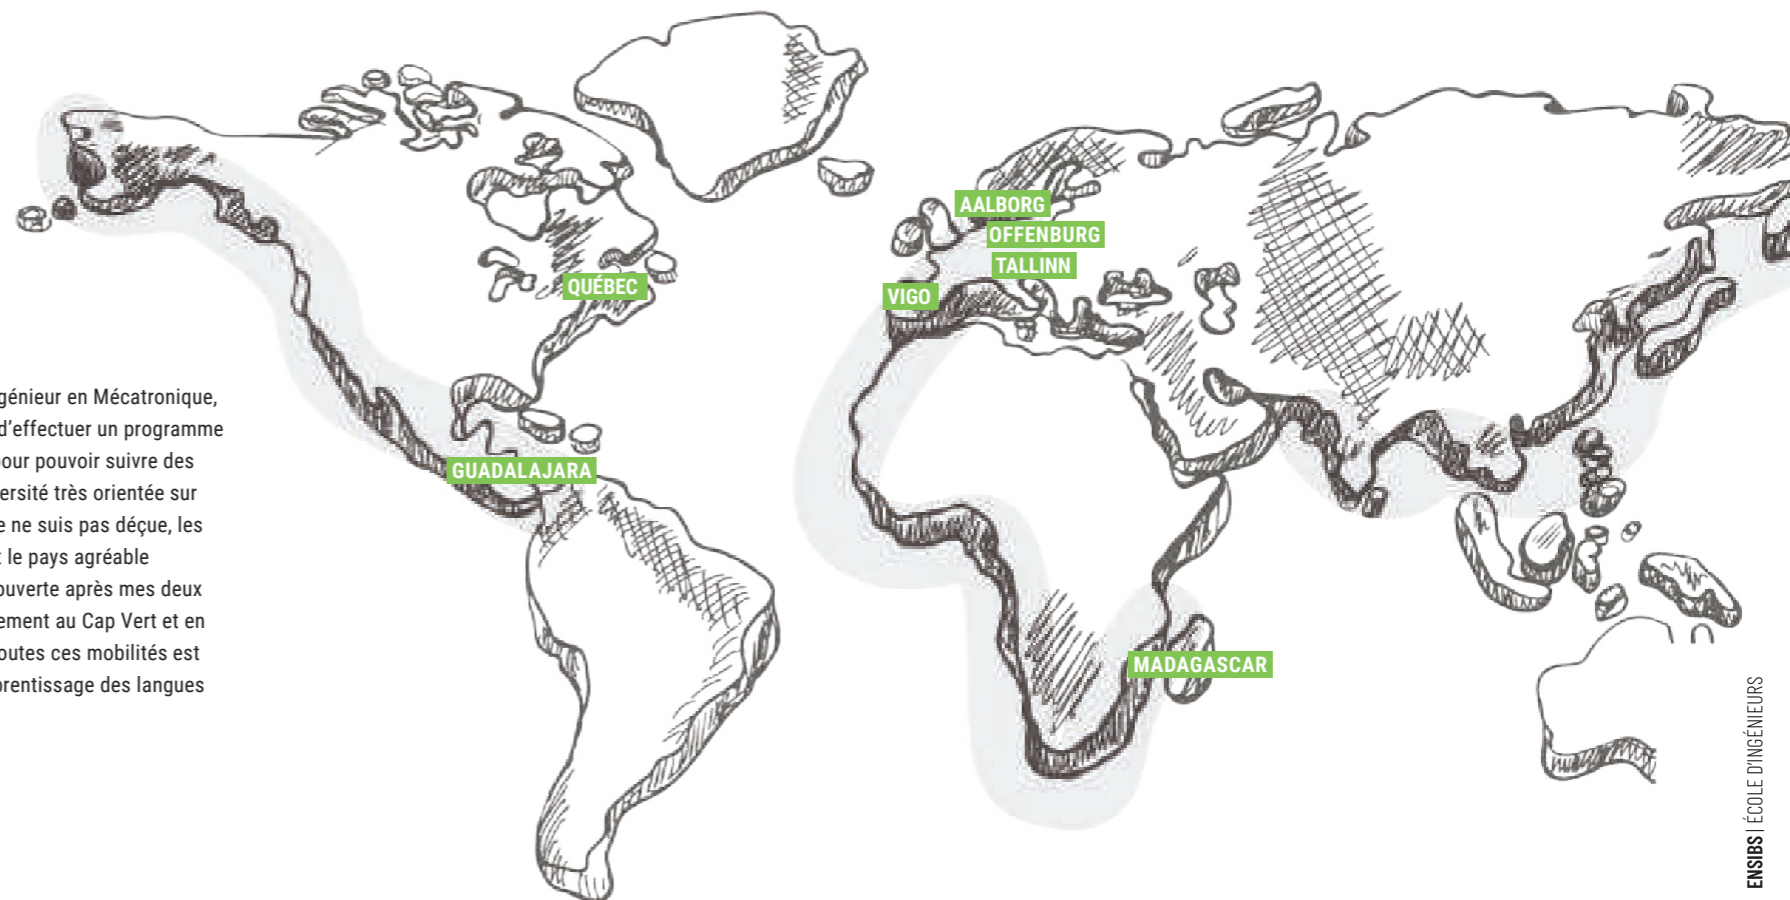 AALBORG
OFFENBURG
TALLINN
QUÉBEC
VIGO
génieur en Mécatronique,
d'effectuer un programme
pour pouvoir suivre des
ersité très orientée sur
e ne suis pas déçue, les
le pays agréable
ouverte après mes deux
ement au Cap Vert et en
outes ces mobilités est
prentissage des langues
GUADALAJARA
MADAGASCAR
ENSIBS | ÉCOLE D'INGÉNIEURS